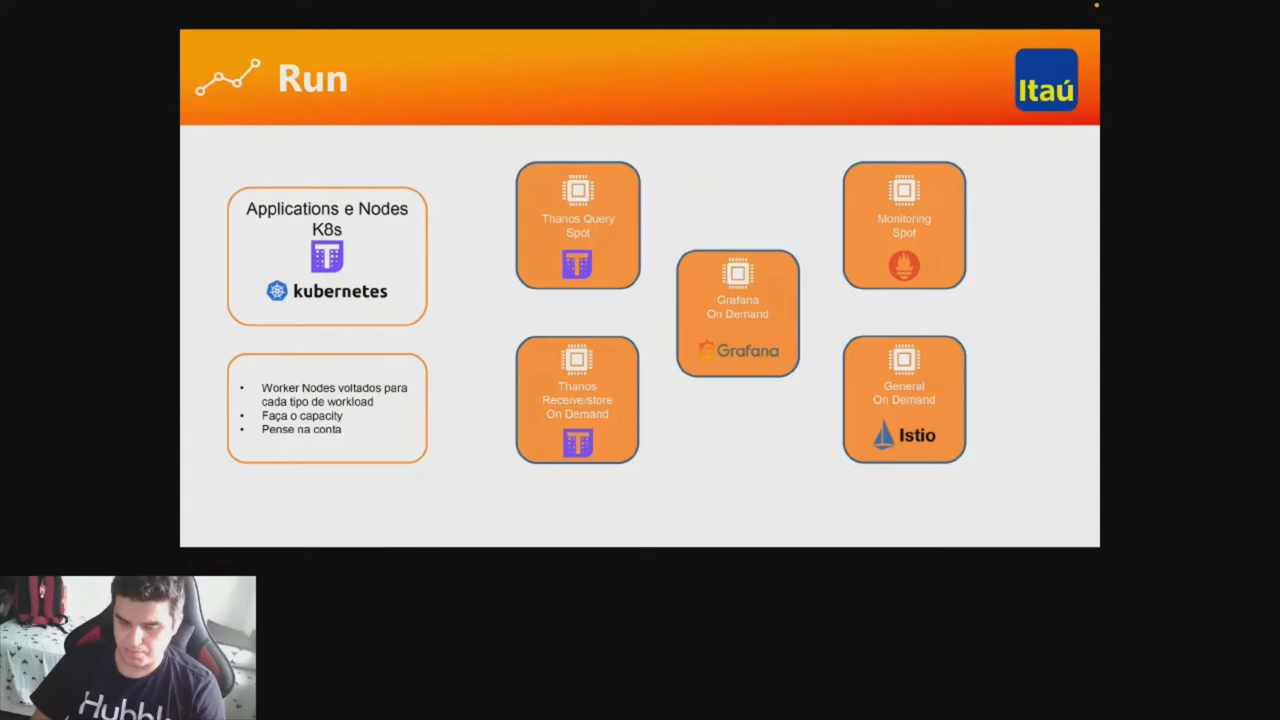 Run
Itaú
Applications e Nodes
K8s
kubernetes
• Worker Nodes voltados para
cada tipo de workload
• Faça o capacity
• Pense na conta
Thanos Query
Spot
Thanos
Receive/store
On Demand
Grafana
On Demand
Grafana
Monitoring
Spot
General
On Demand
Istio